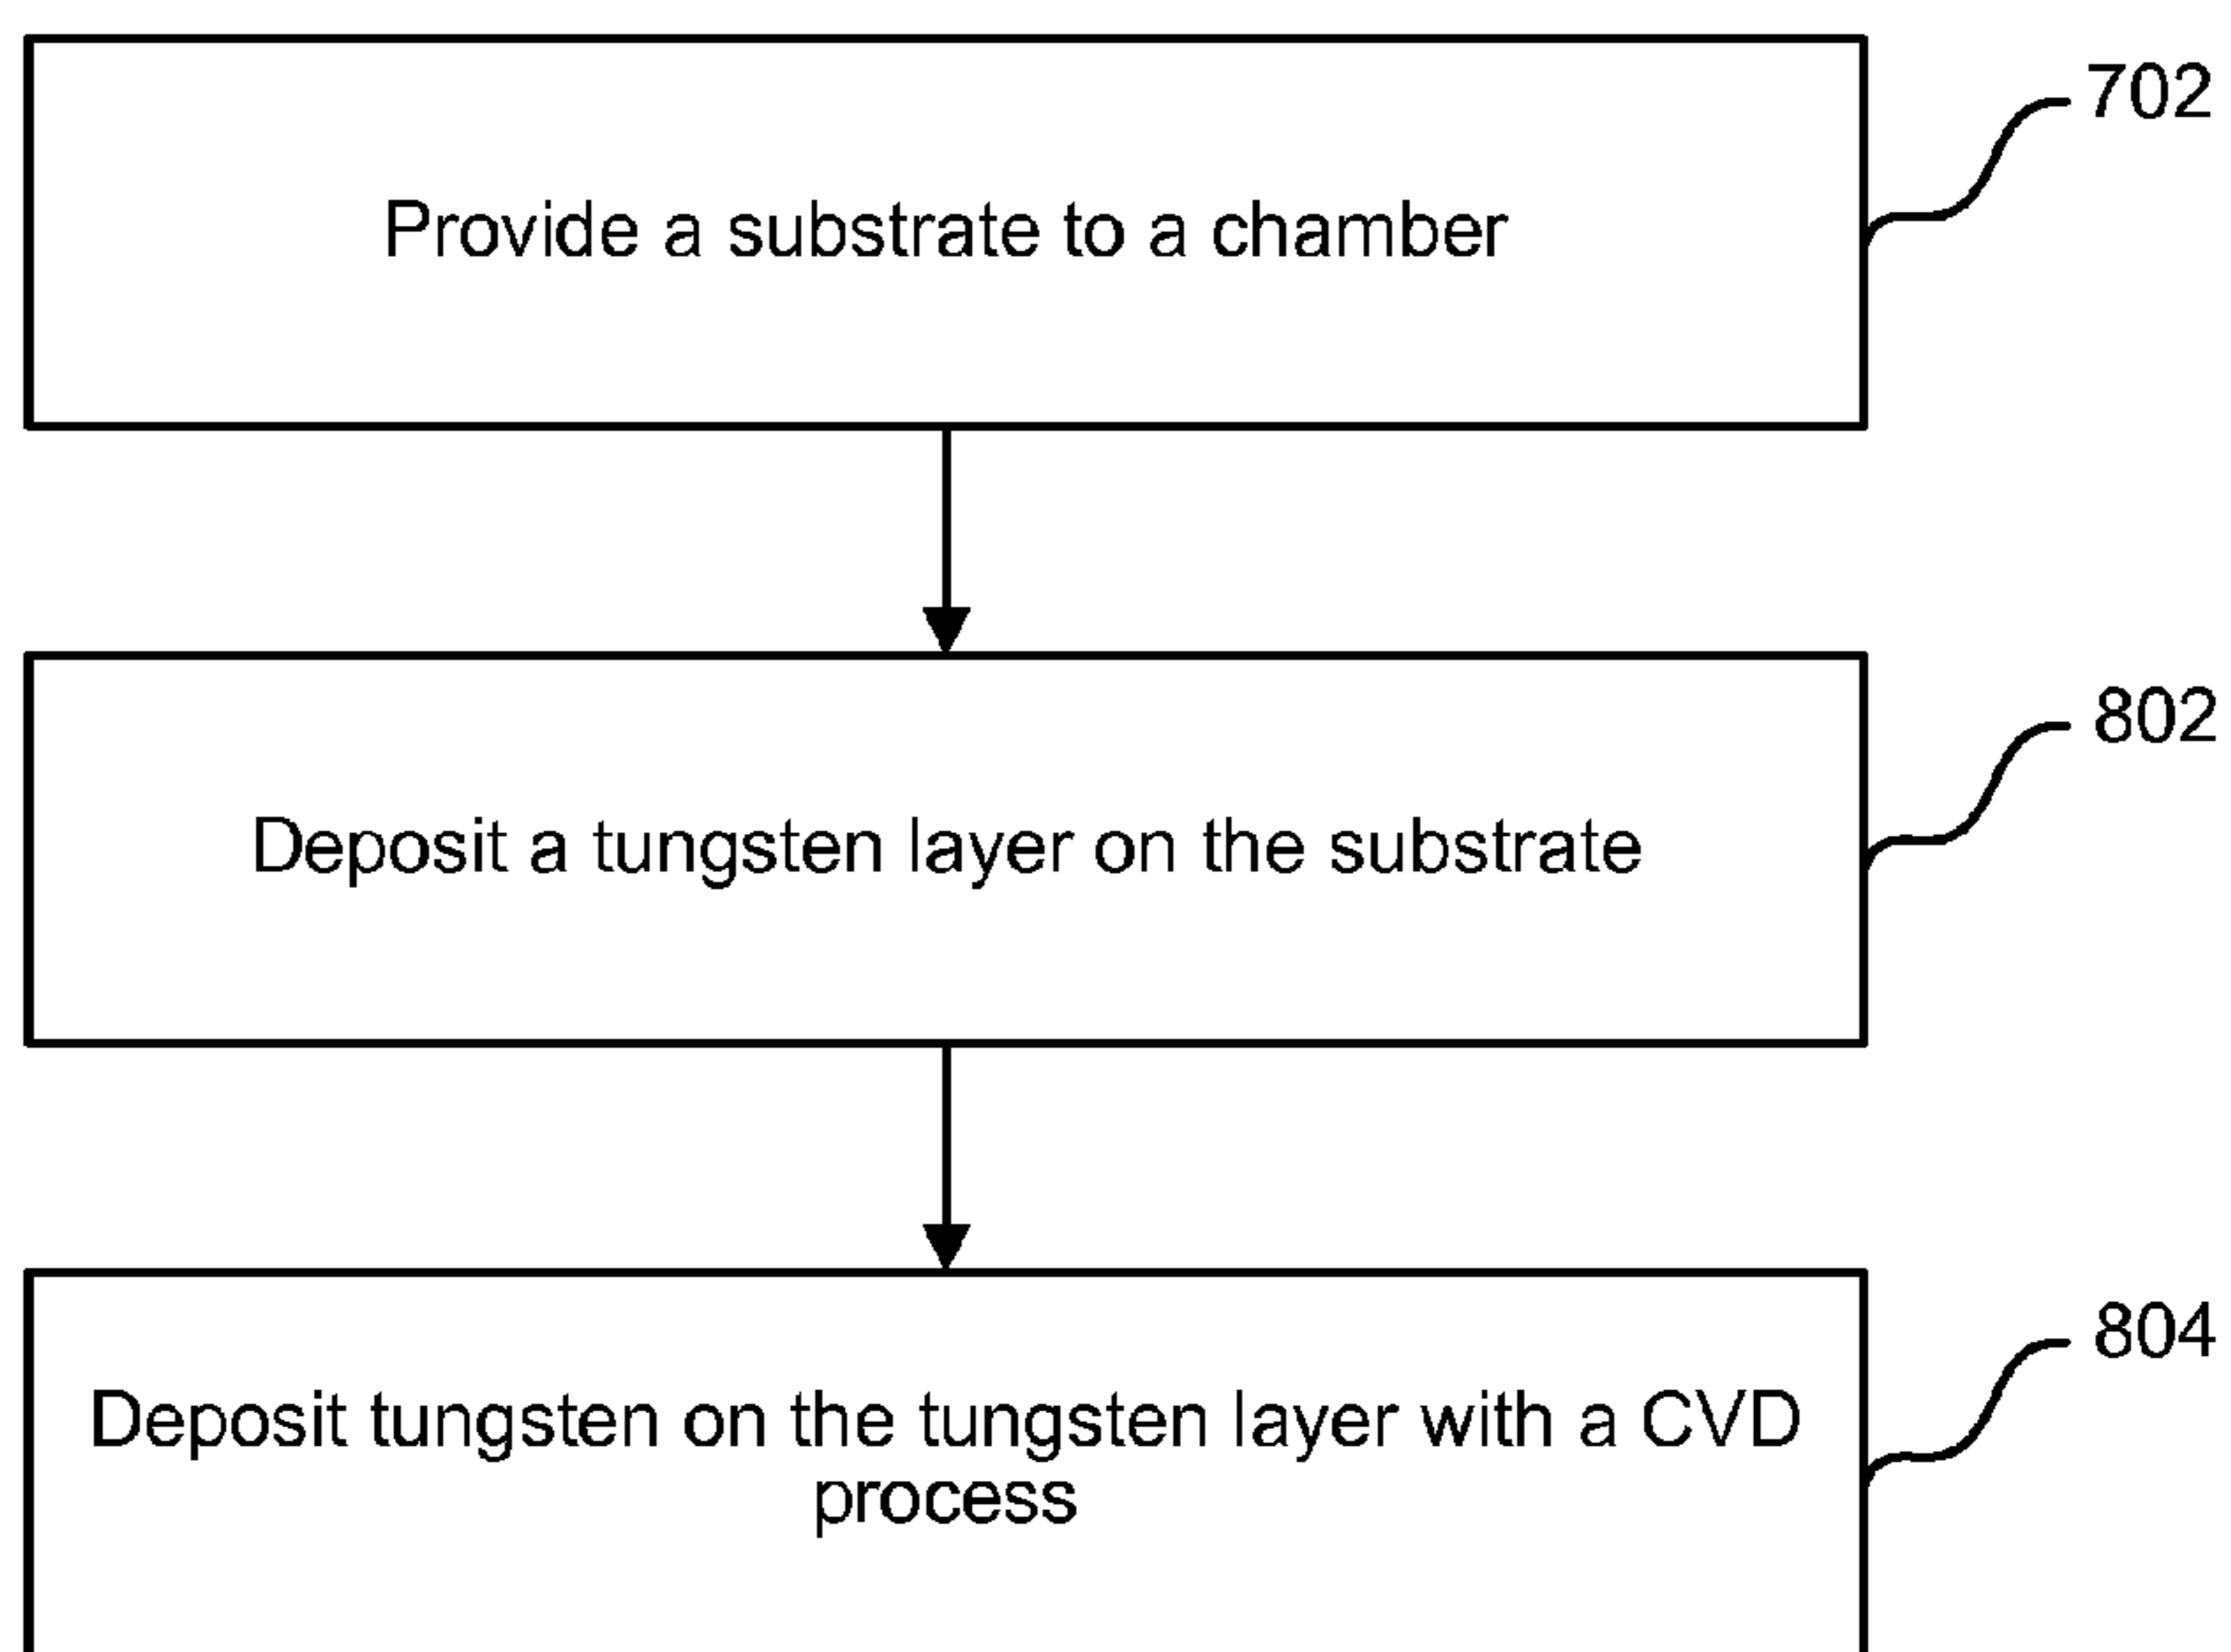 702
Provide a substrate to a chamber
802
Deposit a tungsten layer on the substrate
804
Deposit tungsten on the tungsten layer with a CVD
process